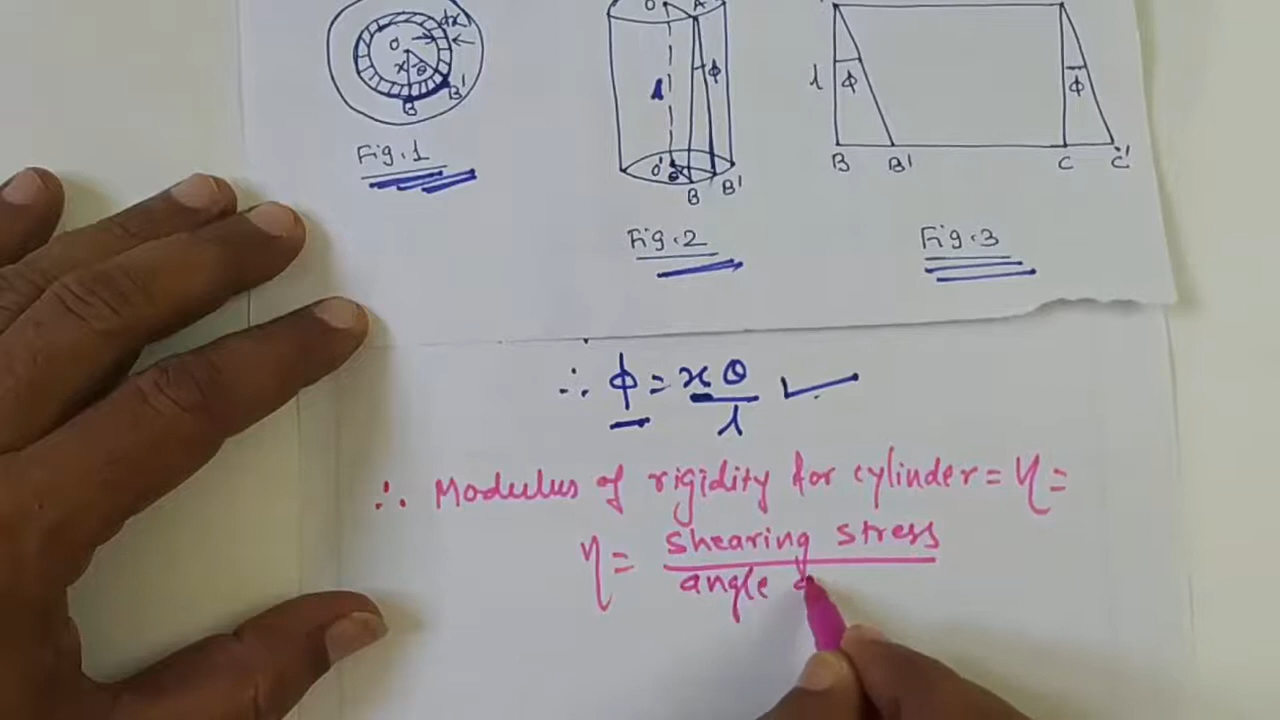 dx
O
x θ
B B'
Fig.1
O A
l
ϕ
O' θ
B B'
Fig.2
l ϕ ϕ
B B' C C'
Fig.3
∴ ϕ = xθ
l
∴ Modulus of rigidity for cylinder = η =
η = shearing stress
angle o